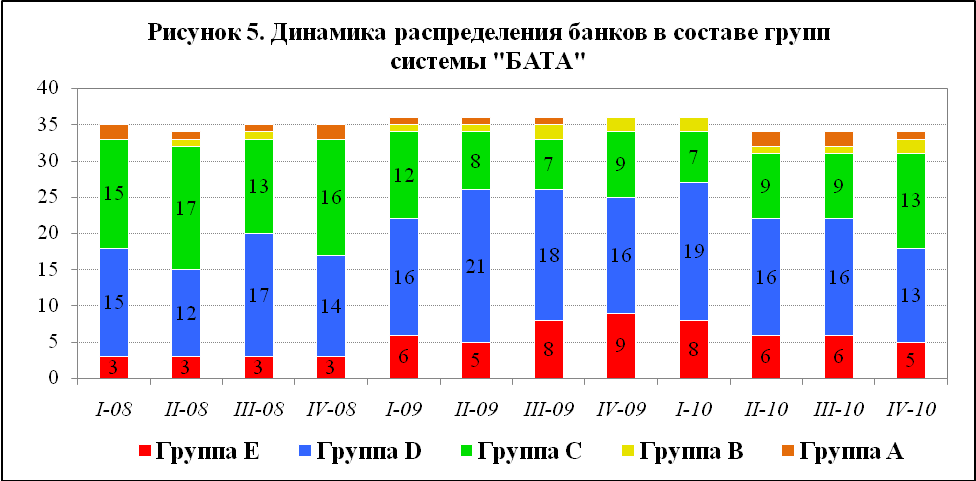 Рисунок 5. Динамика распределения банков в составе групп
системы "БАТА"
40
35
30
25
20
15
10
5
0
15 17 13 16 12 8 7 9 7 9 9 13
15 12 17 14 16 21 18 16 19 16 16 13
3 3 3 3 6 5 8 9 8 6 6 5
I-08 II-08 III-08 IV-08 I-09 II-09 III-09 IV-09 I-10 II-10 III-10 IV-10
Группа E Группа D Группа C Группа B Группа A